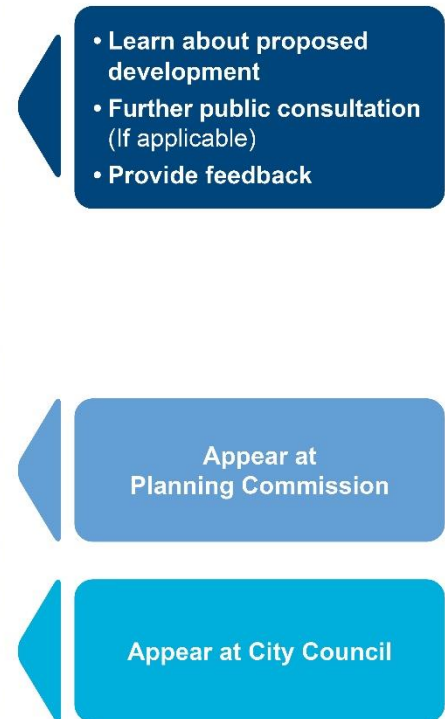 • Learn about proposed
development
• Further public consultation
(If applicable)
• Provide feedback
Appear at
Planning Commission
Appear at City Council